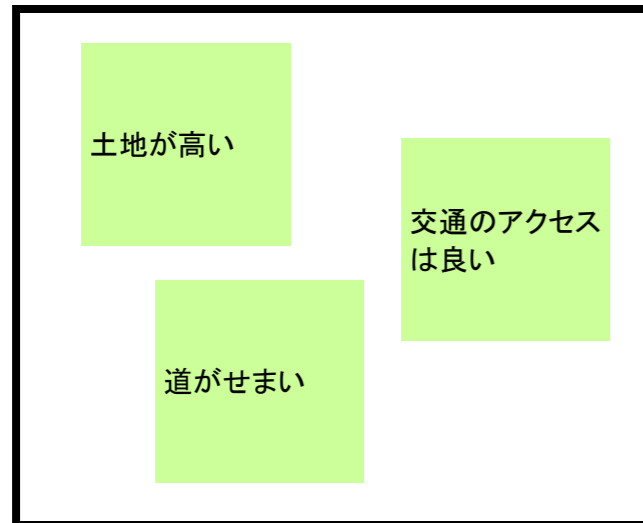 土地が高い
交通のアクセス
は良い
道がせまい